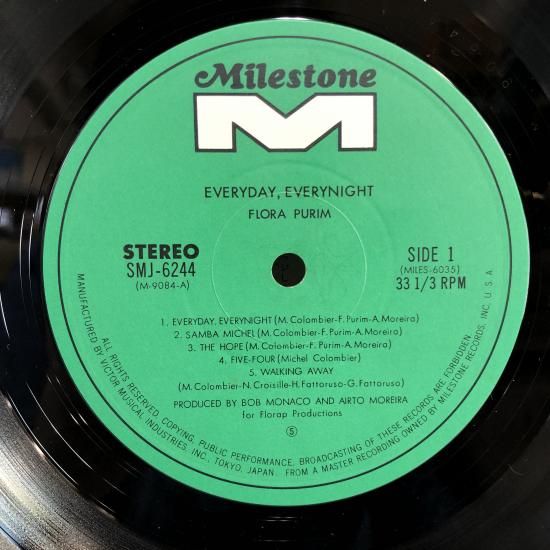 Milestone
EVERYDAY, EVERYNIGHT
FLORA PURIM
STEREO
SMJ-6244
(M-9084-A)
SIDE 1
(MILES-6035)
33 1/3 RPM
1. EVERYDAY, EVERYNIGHT (M. Colombier-F. Purim-A. Moreira)
2. SAMBA MICHEL (M. Colombier-F. Purim-A. Moreira)
3. THE HOPE (M. Colombier-F. Purim-A. Moreira)
4. FIVE-FOUR (Michel Colombier)
5. WALKING AWAY
(M. Colombier-N. Croisille-H. Fattoruso-G. Fattoruso)
PRODUCED BY BOB MONACO AND AIRTO MOREIRA
for Florap Productions
S
ALL RIGHTS RESERVED. COPYING, PUBLIC PERFORMANCE, BROADCASTING OF THESE RECORDS ARE FORBIDDEN.
MANUFACTURED BY VICTOR MUSICAL INDUSTRIES, INC., TOKYO, JAPAN. FROM A MASTER RECORDING OWNED BY MILESTONE RECORDS, INC. U.S.A.